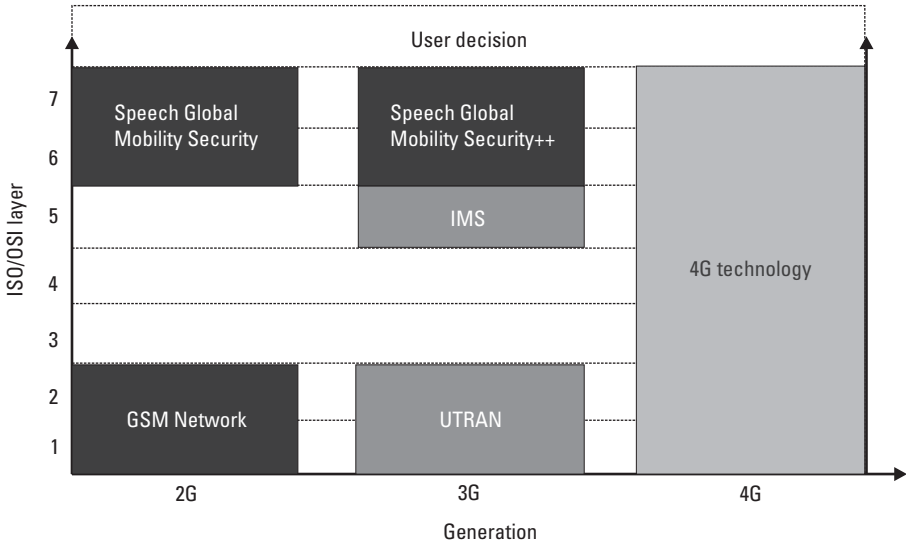 User decision
ISO/OSI layer
7
6
5
4
3
2
1
Speech Global
Mobility Security
Speech Global
Mobility Security++
IMS
4G technology
GSM Network
UTRAN
2G
3G
4G
Generation